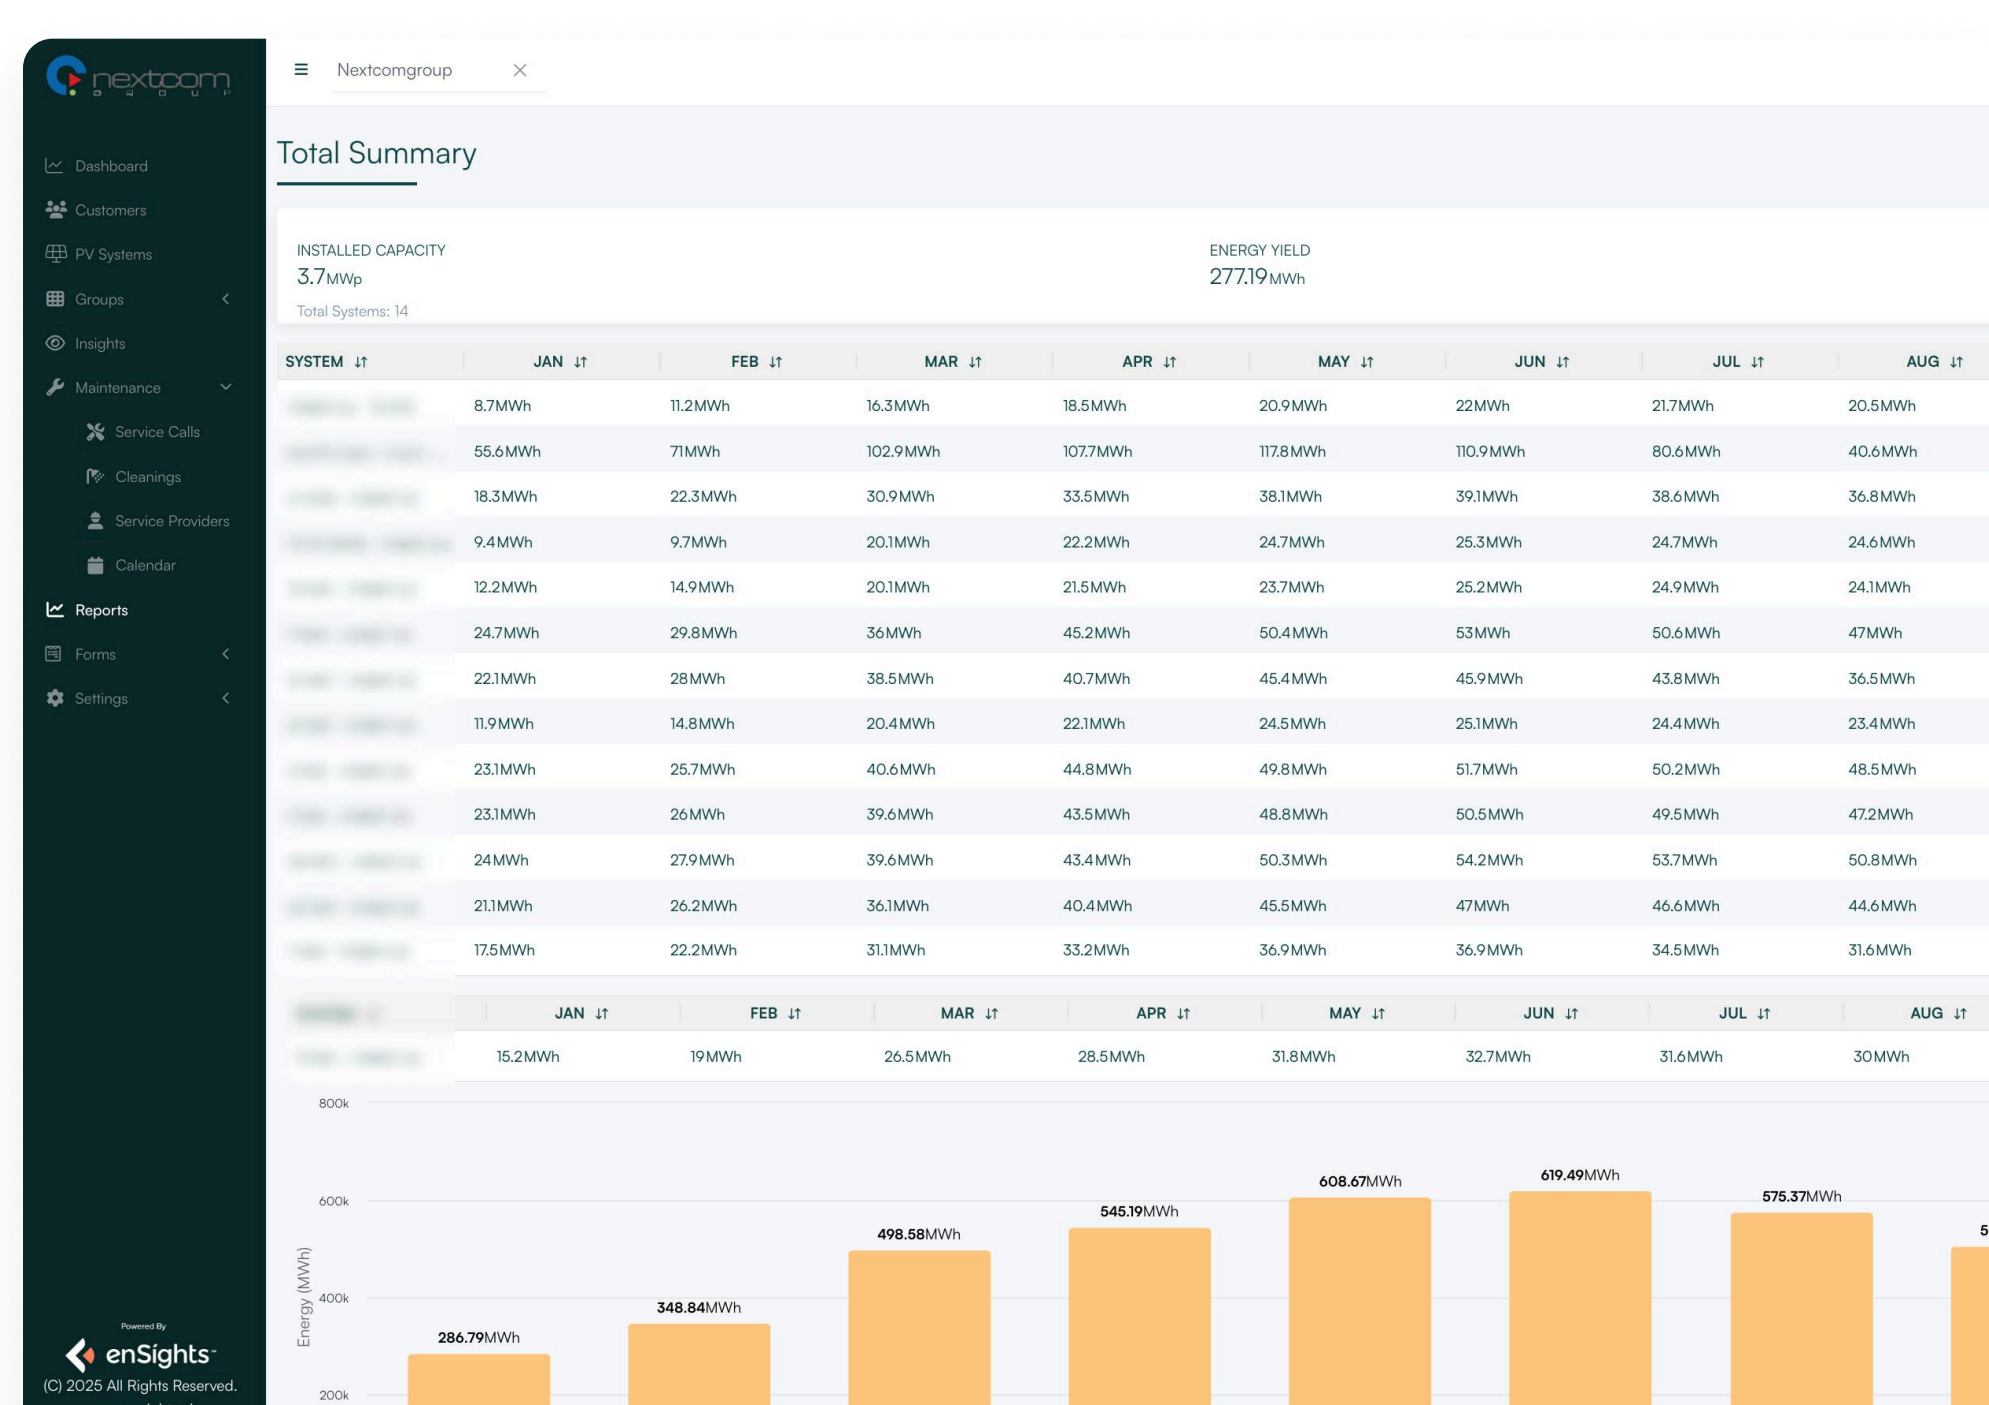 nextcom
GROUP
Nextcomgroup
Dashboard
Customers
PV Systems
Groups
Insights
Maintenance
Service Calls
Cleanings
Service Providers
Calendar
Reports
Forms
Settings
Powered By
enSights
(C) 2025 All Rights Reserved.
Total Summary
INSTALLED CAPACITY
3.7MWp
Total Systems: 14
ENERGY YIELD
277.19MWh
SYSTEM JAN FEB MAR APR MAY JUN JUL AUG
8.7MWh 11.2MWh 16.3MWh 18.5MWh 20.9MWh 22MWh 21.7MWh 20.5MWh
55.6MWh 71MWh 102.9MWh 107.7MWh 117.8MWh 110.9MWh 80.6MWh 40.6MWh
18.3MWh 22.3MWh 30.9MWh 33.5MWh 38.1MWh 39.1MWh 38.6MWh 36.8MWh
9.4MWh 9.7MWh 20.1MWh 22.2MWh 24.7MWh 25.3MWh 24.7MWh 24.6MWh
12.2MWh 14.9MWh 20.1MWh 21.5MWh 23.7MWh 25.2MWh 24.9MWh 24.1MWh
24.7MWh 29.8MWh 36MWh 45.2MWh 50.4MWh 53MWh 50.6MWh 47MWh
22.1MWh 28MWh 38.5MWh 40.7MWh 45.4MWh 45.9MWh 43.8MWh 36.5MWh
11.9MWh 14.8MWh 20.4MWh 22.1MWh 24.5MWh 25.1MWh 24.4MWh 23.4MWh
23.1MWh 25.7MWh 40.6MWh 44.8MWh 49.8MWh 51.7MWh 50.2MWh 48.5MWh
23.1MWh 26MWh 39.6MWh 43.5MWh 48.8MWh 50.5MWh 49.5MWh 47.2MWh
24MWh 27.9MWh 39.6MWh 43.4MWh 50.3MWh 54.2MWh 53.7MWh 50.8MWh
21.1MWh 26.2MWh 36.1MWh 40.4MWh 45.5MWh 47MWh 46.6MWh 44.6MWh
17.5MWh 22.2MWh 31.1MWh 33.2MWh 36.9MWh 36.9MWh 34.5MWh 31.6MWh
JAN FEB MAR APR MAY JUN JUL AUG
15.2MWh 19MWh 26.5MWh 28.5MWh 31.8MWh 32.7MWh 31.6MWh 30MWh
Energy (MWh)
800k
600k
400k
200k
286.79MWh
348.84MWh
498.58MWh
545.19MWh
608.67MWh
619.49MWh
575.37MWh
5